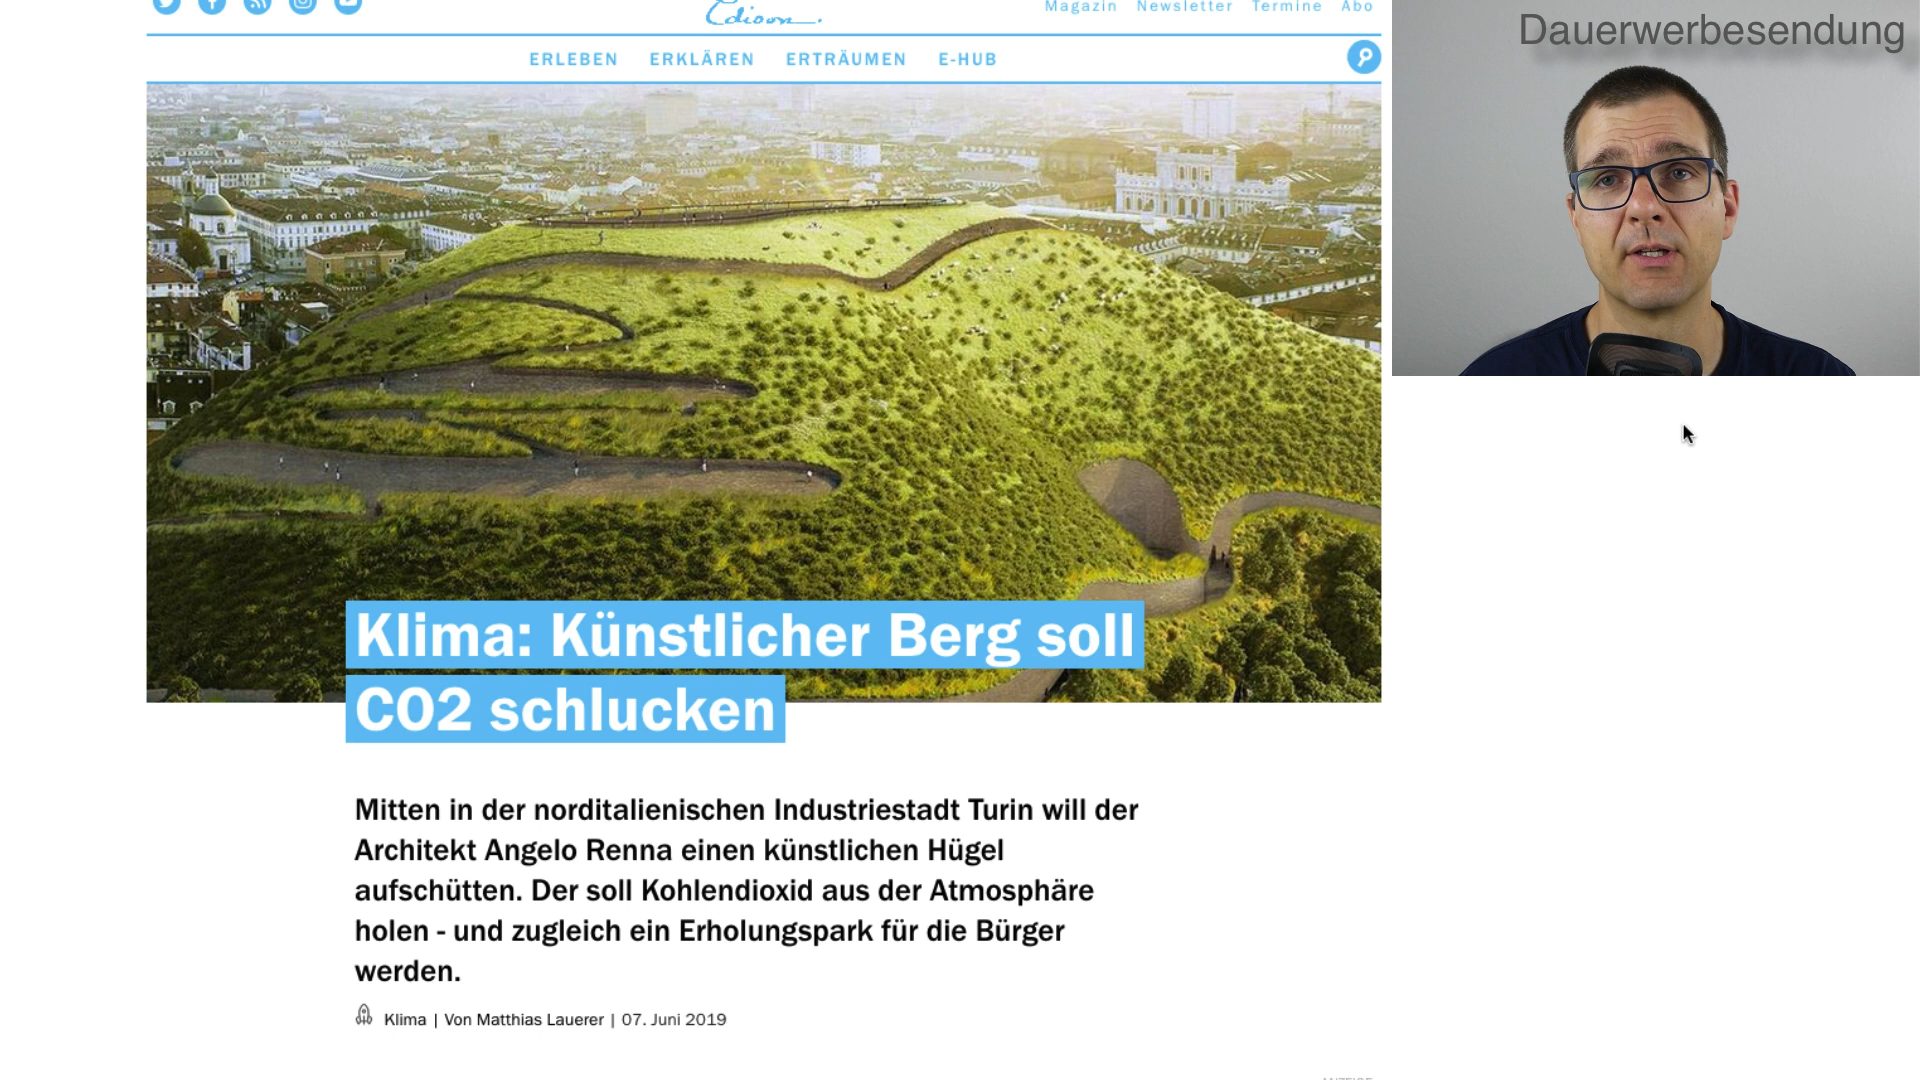 Edison.
Magazin Newsletter Termine Abo
Dauerwerbesendung
ERLEBEN ERKLÄREN ERTRÄUMEN E-HUB
Klima: Künstlicher Berg soll
CO2 schlucken
Mitten in der norditalienischen Industriestadt Turin will der
Architekt Angelo Renna einen künstlichen Hügel
aufschütten. Der soll Kohlendioxid aus der Atmosphäre
holen - und zugleich ein Erholungspark für die Bürger
werden.
Klima | Von Matthias Lauerer | 07. Juni 2019